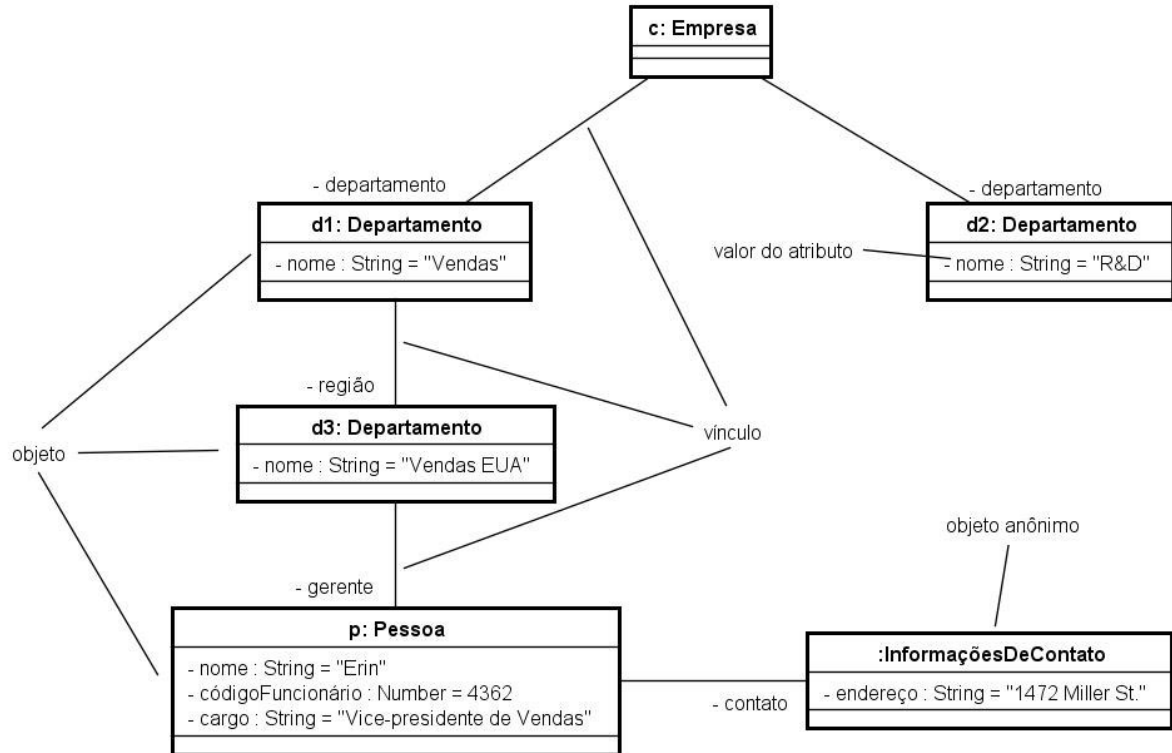 c: Empresa
- departamento
- departamento
d1: Departamento
- nome : String = "Vendas"
d2: Departamento
valor do atributo
- nome : String = "R&D"
- região
d3: Departamento
vínculo
objeto
- nome : String = "Vendas EUA"
objeto anônimo
- gerente
p: Pessoa
- nome : String = "Erin"
- códigoFuncionário : Number = 4362
- cargo : String = "Vice-presidente de Vendas"
:InformaçõesDeContato
- endereço : String = "1472 Miller St."
- contato